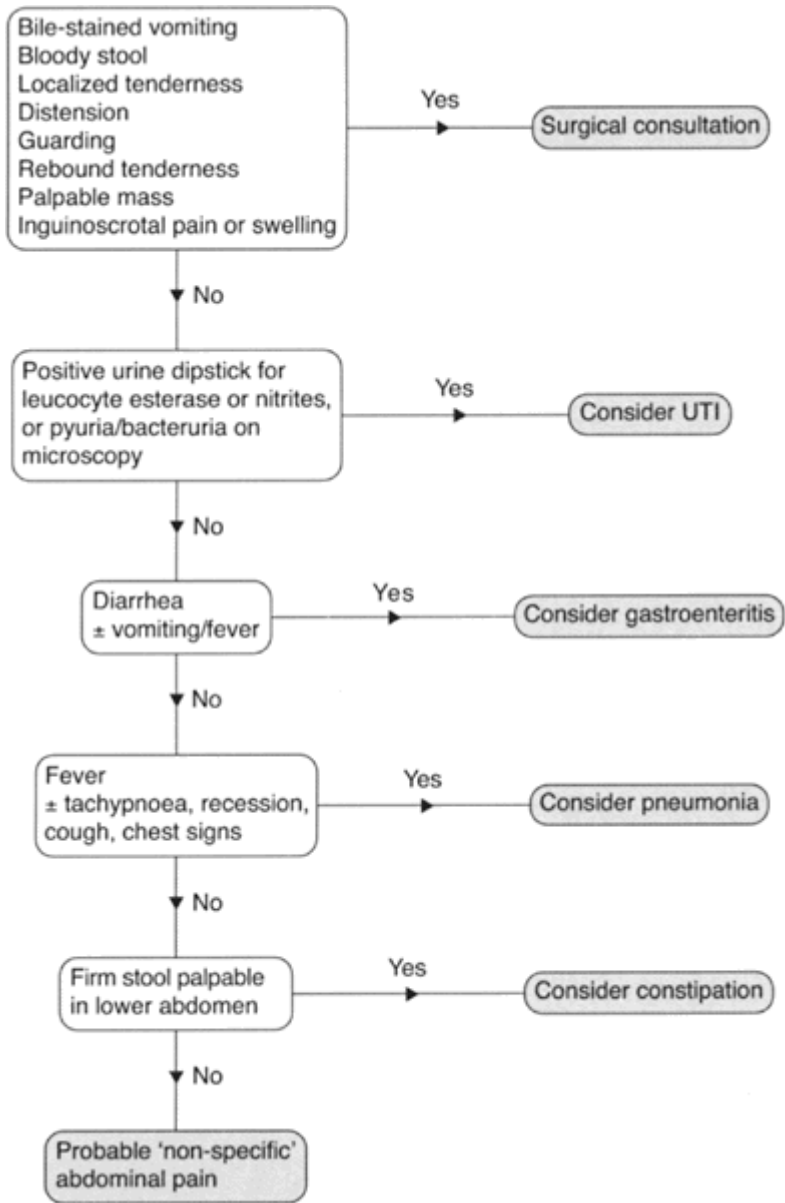 Bile-stained vomiting
Bloody stool
Localized tenderness
Distension
Guarding
Rebound tenderness
Palpable mass
Inguinoscrotal pain or swelling
Yes
Surgical consultation
No
Positive urine dipstick for
leucocyte esterase or nitrites,
or pyuria/bacteruria on
microscopy
Yes
Consider UTI
No
Diarrhea
± vomiting/fever
Yes
Consider gastroenteritis
No
Fever
± tachypnoea, recession,
cough, chest signs
Yes
Consider pneumonia
No
Firm stool palpable
in lower abdomen
Yes
Consider constipation
No
Probable ‘non-specific’
abdominal pain